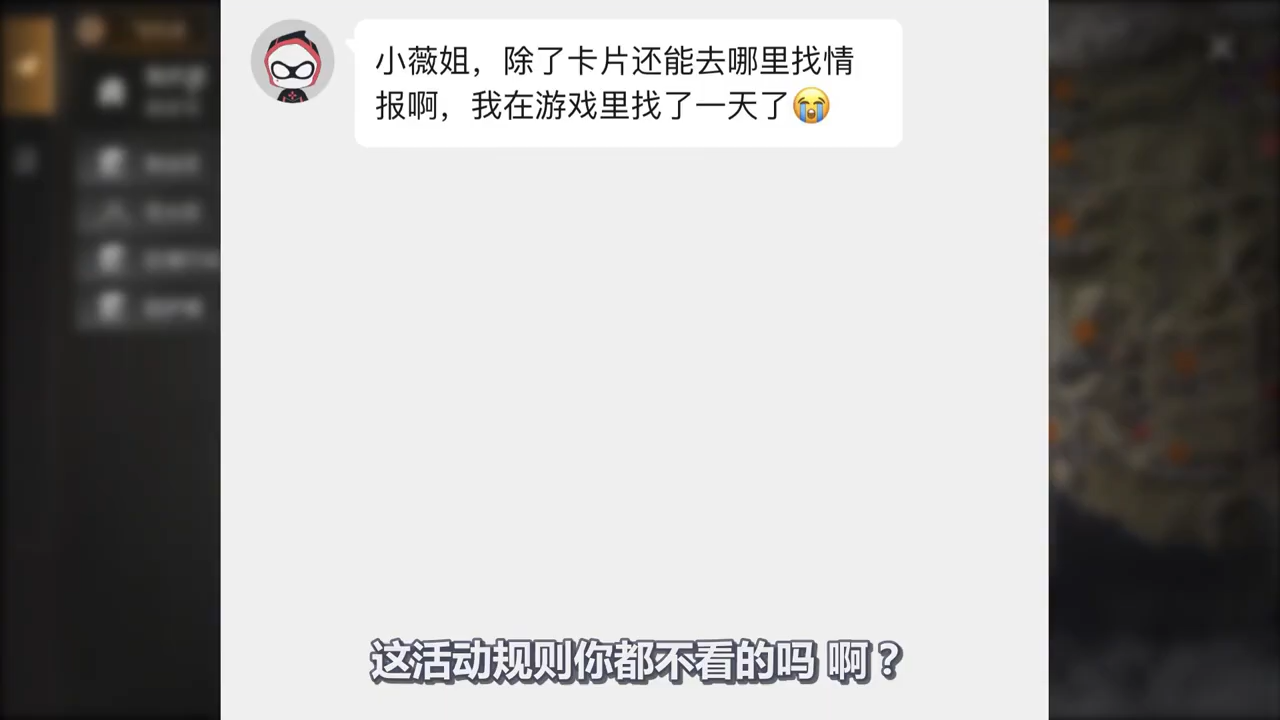 小薇姐，除了卡片还能去哪里找情
报啊，我在游戏里找了一天了😭
这活动规则你都不看的吗 啊？